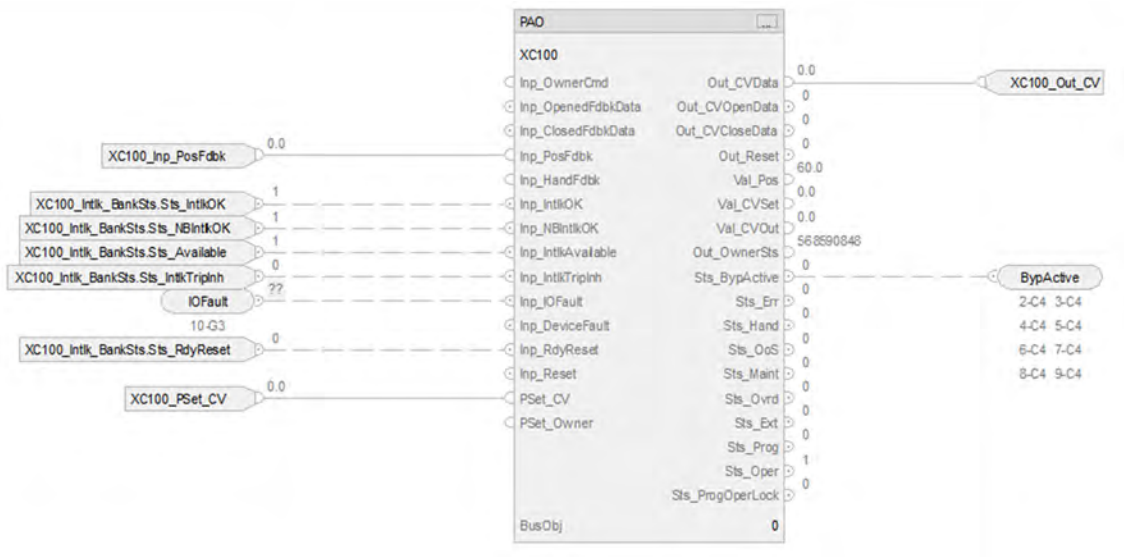 PAO ...
XC100
Inp_OwnerCmd Out_CVData 0.0 XC100_Out_CV
Inp_OpenedFdbkData Out_CVOpenData 0
Inp_ClosedFdbkData Out_CVCloseData 0
XC100_Inp_PosFdbk 0.0 Inp_PosFdbk Out_Reset 0
Inp_HandFdbk Val_Pos 60.0
XC100_Intlk_BankSts.Sts_IntlkOK 1 Inp_IntlkOK Val_CVSet 0.0
XC100_Intlk_BankSts.Sts_NBIntlkOK 1 Inp_NBIntlkOK Val_CVOut 0.0
XC100_Intlk_BankSts.Sts_Available 1 Inp_IntlkAvailable Out_OwnerSts 568590848
XC100_Intlk_BankSts.Sts_IntlkTripInh 0 Inp_IntlkTripInh Sts_BypActive 0 BypActive
IOFault ?? Inp_IOFault Sts_Err 0 2-C4 3-C4
10-G3 Inp_DeviceFault Sts_Hand 0 4-C4 5-C4
XC100_Intlk_BankSts.Sts_RdyReset 0 Inp_RdyReset Sts_OoS 0 6-C4 7-C4
Inp_Reset Sts_Maint 0 8-C4 9-C4
XC100_PSet_CV 0.0 PSet_CV Sts_Ovrd 0
PSet_Owner Sts_Ext 0
Sts_Prog 0
Sts_Oper 1
Sts_ProgOperLock 0
BusObj 0